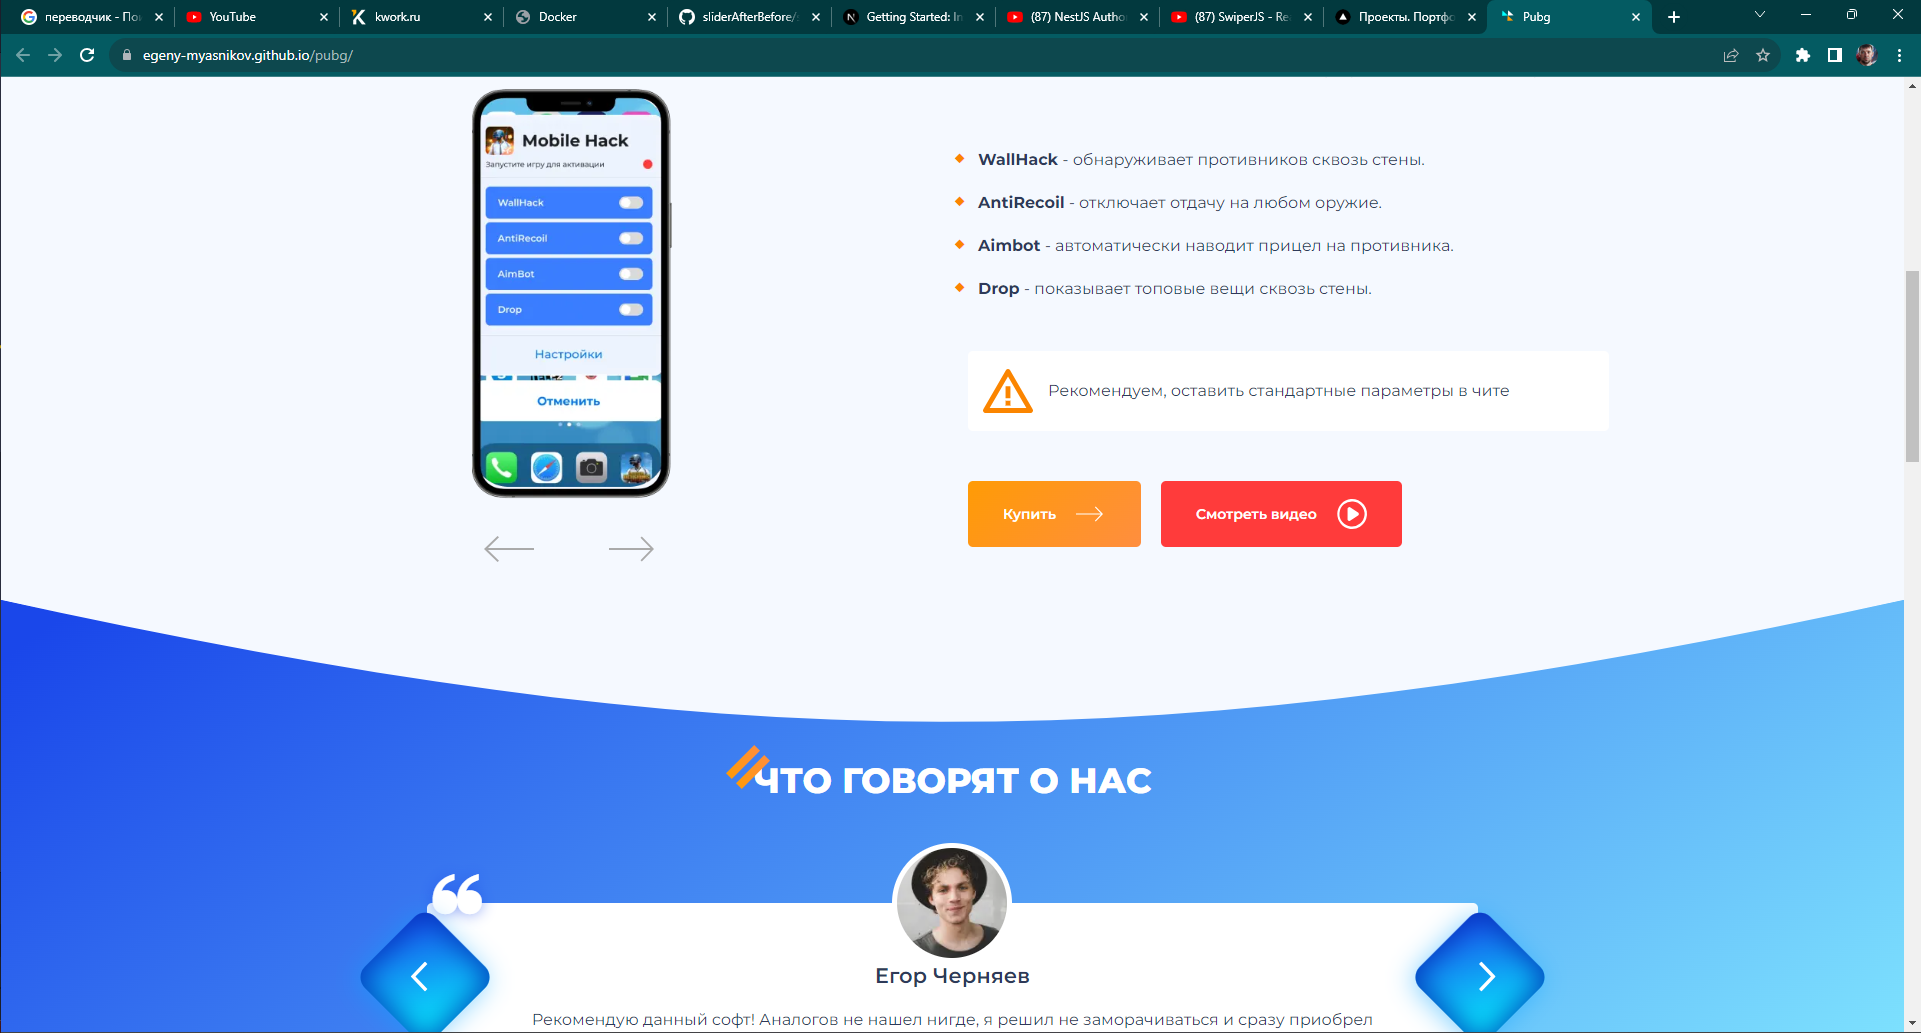 переводчик - По
YouTube
kwork.ru
Docker
sliderAfterBefore/
Getting Started: In
(87) NestJS Autho
(87) SwiperJS - Re
Проекты. Портфо
Pubg
egeny-myasnikov.github.io/pubg/
Mobile Hack
Запустите игру для активации
WallHack
AntiRecoil
AimBot
Drop
Настройки
Отменить
WallHack - обнаруживает противников сквозь стены.
AntiRecoil - отключает отдачу на любом оружие.
Aimbot - автоматически наводит прицел на противника.
Drop - показывает топовые вещи сквозь стены.
Рекомендуем, оставить стандартные параметры в чите
Купить
Смотреть видео
ЧТО ГОВОРЯТ О НАС
Егор Черняев
Рекомендую данный софт! Аналогов не нашел нигде, я решил не заморачиваться и сразу приобрел